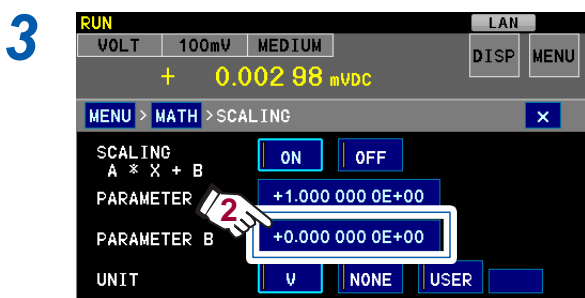 3
RUN LAN
VOLT 100mV MEDIUM
DISP MENU
+ 0.002 98 mVDC
MENU > MATH >SCALING ×
SCALING ON OFF
A * X + B
PARAMETER +1.000 000 0E+00
2
PARAMETER B +0.000 000 0E+00
UNIT V NONE USER